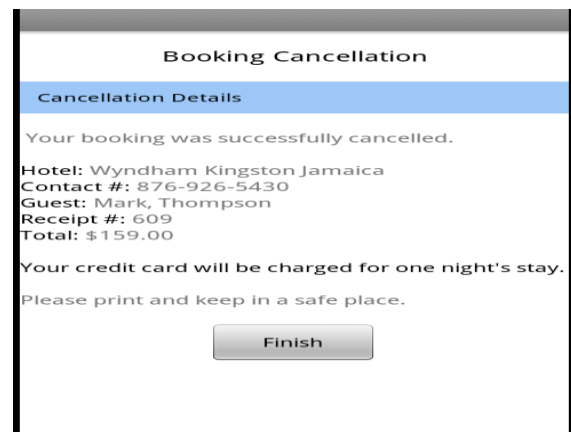 Booking Cancellation
Cancellation Details
Your booking was successfully cancelled.
Hotel: Wyndham Kingston Jamaica
Contact #: 876-926-5430
Guest: Mark, Thompson
Receipt #: 609
Total: $159.00
Your credit card will be charged for one night's stay.
Please print and keep in a safe place.
Finish